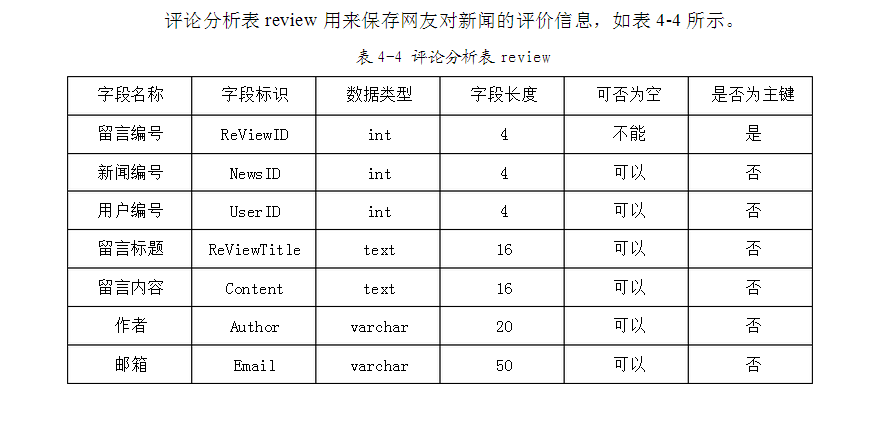 评论分析表 review 用来保存网友对新闻的评价信息，如表 4-4 所示。
表 4-4 评论分析表 review
字段名称 字段标识 数据类型 字段长度 可否为空 是否为主键
留言编号 ReViewID int 4 不能 是
新闻编号 NewsID int 4 可以 否
用户编号 UserID int 4 可以 否
留言标题 ReViewTitle text 16 可以 否
留言内容 Content text 16 可以 否
作者 Author varchar 20 可以 否
邮箱 Email varchar 50 可以 否